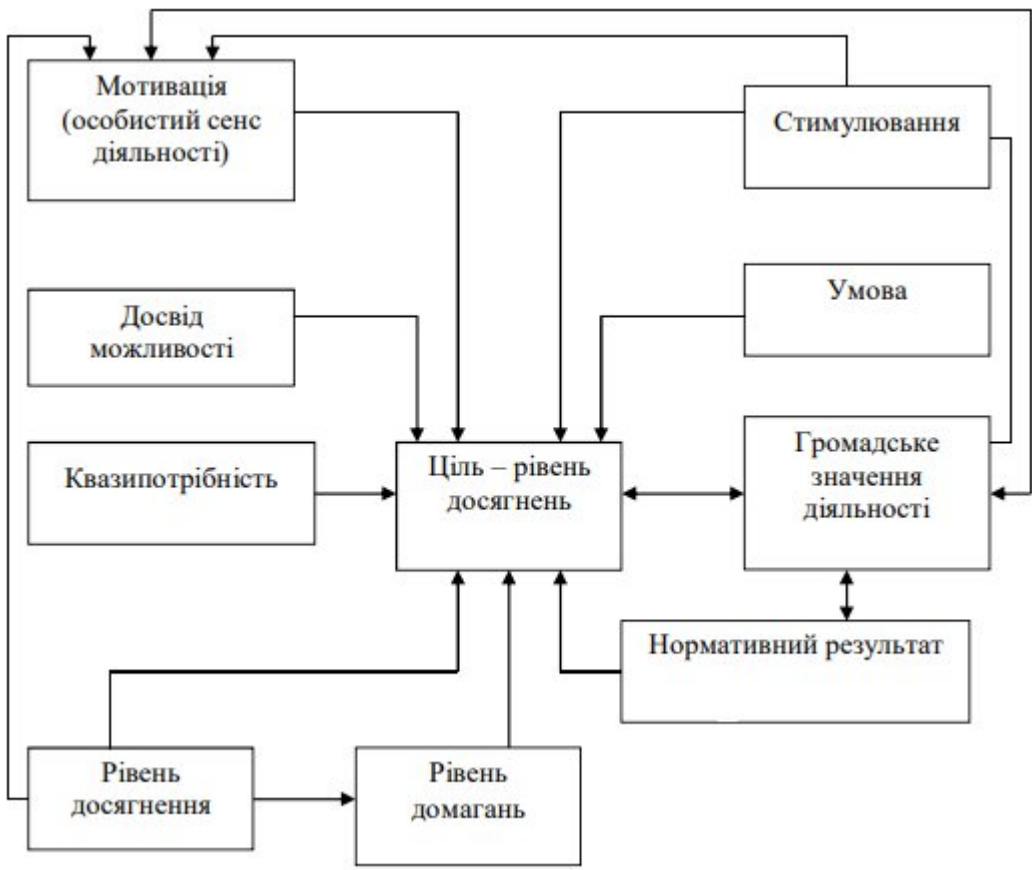 Мотивація
(особистий сенс
діяльності)
Стимулювання
Досвід
можливості
Умова
Квазипотрібність
Ціль – рівень
досягнень
Громадське
значення
діяльності
Нормативний результат
Рівень
досягнення
Рівень
домагань